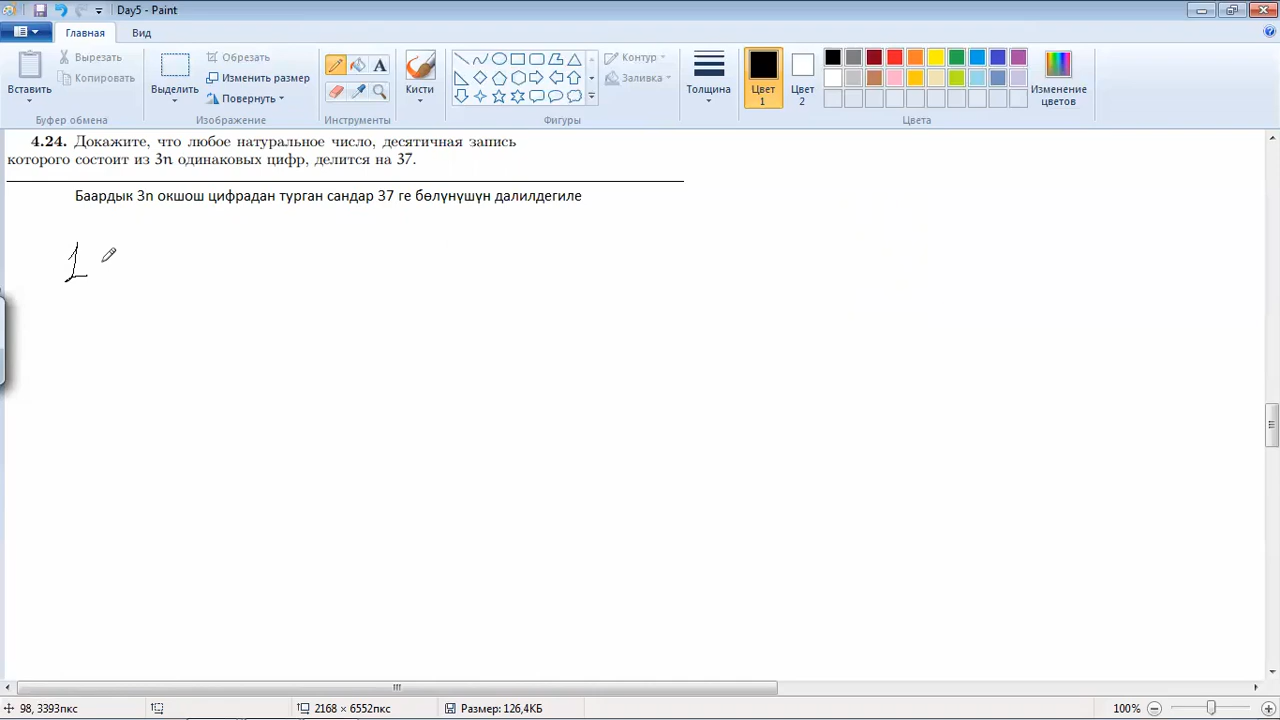 Day5 - Paint
Главная Вид
Вставить
Вырезать
Копировать
Буфер обмена
Выделить
Обрезать
Изменить размер
Повернуть
Изображение
A
Инструменты
Кисти
Контур
Заливка
Фигуры
Толщина
Цвет 1
Цвет 2
Изменение цветов
Цвета
4.24. Докажите, что любое натуральное число, десятичная запись
которого состоит из 3n одинаковых цифр, делится на 37.
Баардык 3n окшош цифрадан турган сандар 37 ге бөлүнүшүн далилдегиле
1
98, 3393пкс 2168 × 6552пкс Размер: 126,4КБ 100%